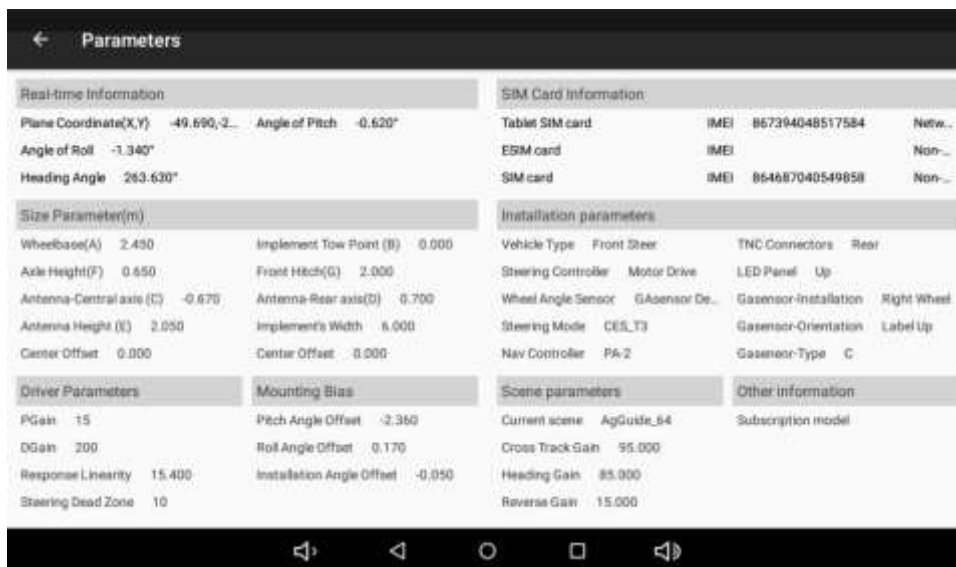 Parameters
Real-time Information
Plane Coordinate(X,Y) -49.690,-2... Angle of Pitch -0.620°
Angle of Roll -1.340°
Heading Angle 263.630°
SIM Card Information
Tablet SIM card IMEI 867394048517584 Netw...
ESIM card IMEI Non-...
SIM card IMEI 864687040549858 Non-...
Size Parameter(m)
Wheelbase(A) 2.450 Implement Tow Point (B) 0.000
Axle Height(F) 0.650 Front Hitch(G) 2.000
Antenna-Central axis (C) -0.670 Antenna-Rear axis(D) 0.700
Antenna Height (E) 2.050 Implement's Width 6.000
Center Offset 0.000 Center Offset 0.000
Installation parameters
Vehicle Type Front Steer TNC Connectors Rear
Steering Controller Motor Drive LED Panel Up
Wheel Angle Sensor GAsensor De... Gasensor-Installation Right Wheel
Steering Mode CES_T3 Gasensor-Orientation Label Up
Nav Controller PA-2 Gasensor-Type C
Driver Parameters
PGain 15
DGain 200
Response Linearity 15.400
Steering Dead Zone 10
Mounting Bias
Pitch Angle Offset -2.360
Roll Angle Offset 0.170
Installation Angle Offset -0.050
Scene parameters
Current scene AgGuide_64
Cross Track Gain 95.000
Heading Gain 85.000
Reverse Gain 15.000
Other information
Subscription model